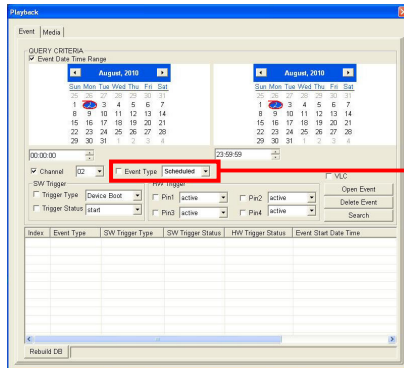 Playback
Event Media
QUERY CRITERIA
Event Date Time Range
August, 2010 August, 2010
Sun Mon Tue Wed Thu Fri Sat Sun Mon Tue Wed Thu Fri Sat
25 26 27 28 29 30 31 25 26 27 28 29 30 31
1 2 3 4 5 6 7 1 2 3 4 5 6 7
8 9 10 11 12 13 14 8 9 10 11 12 13 14
15 16 17 18 19 20 21 15 16 17 18 19 20 21
22 23 24 25 26 27 28 22 23 24 25 26 27 28
29 30 31 1 2 3 4 29 30 31 1 2 3 4
00:00:00 23:59:59
Channel 02 Event Type Scheduled VLC
SW Trigger HW Trigger
Trigger Type Device Boot Pin1 active Pin2 active Open Event
Trigger Status start Pin3 active Pin4 active Delete Event
Search
Index Event Type SW Trigger Type SW Trigger Status HW Trigger Status Event Start Date Time
Rebuild DB